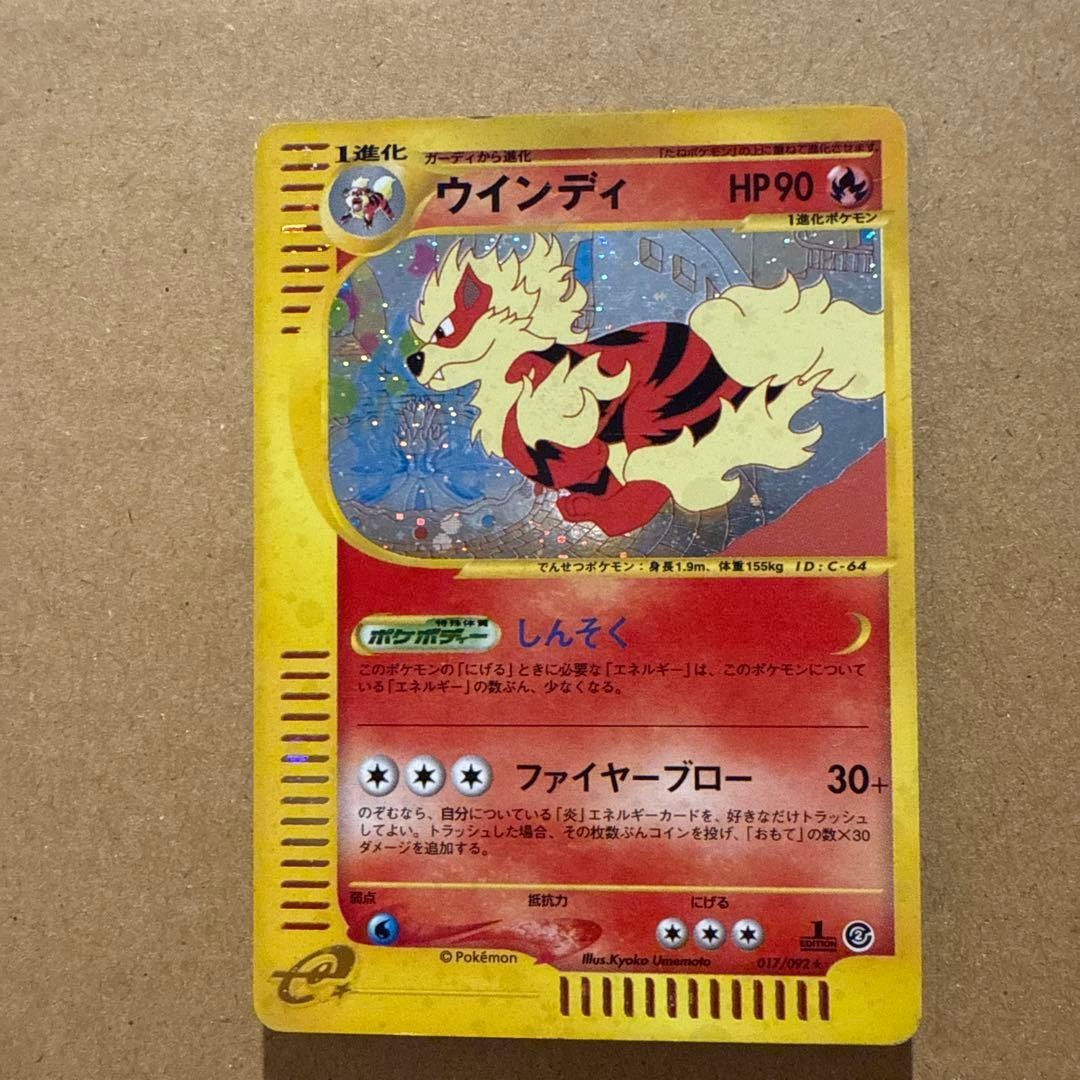 1進化 ガーディから進化 「たねポケモン」の上に重ねて進化させます。
ウインディ HP90
1進化ポケモン
でんせつポケモン：身長1.9m、体重155kg ID:C-64
特殊体質
ポケボディー しんそく
このポケモンの「にげる」ときに必要な「エネルギー」は、このポケモンについて
いる「エネルギー」の数ぶん、少なくなる。
ファイヤーブロー 30+
のぞむなら、自分についている「炎」エネルギーカードを、好きなだけトラッシュ
してよい。トラッシュした場合、その枚数ぶんコインを投げ、「おもて」の数×30
ダメージを追加する。
弱点 抵抗力 にげる
1
EDITION
2
©Pokémon Illus.Kyoko Umemoto 017/092★
e